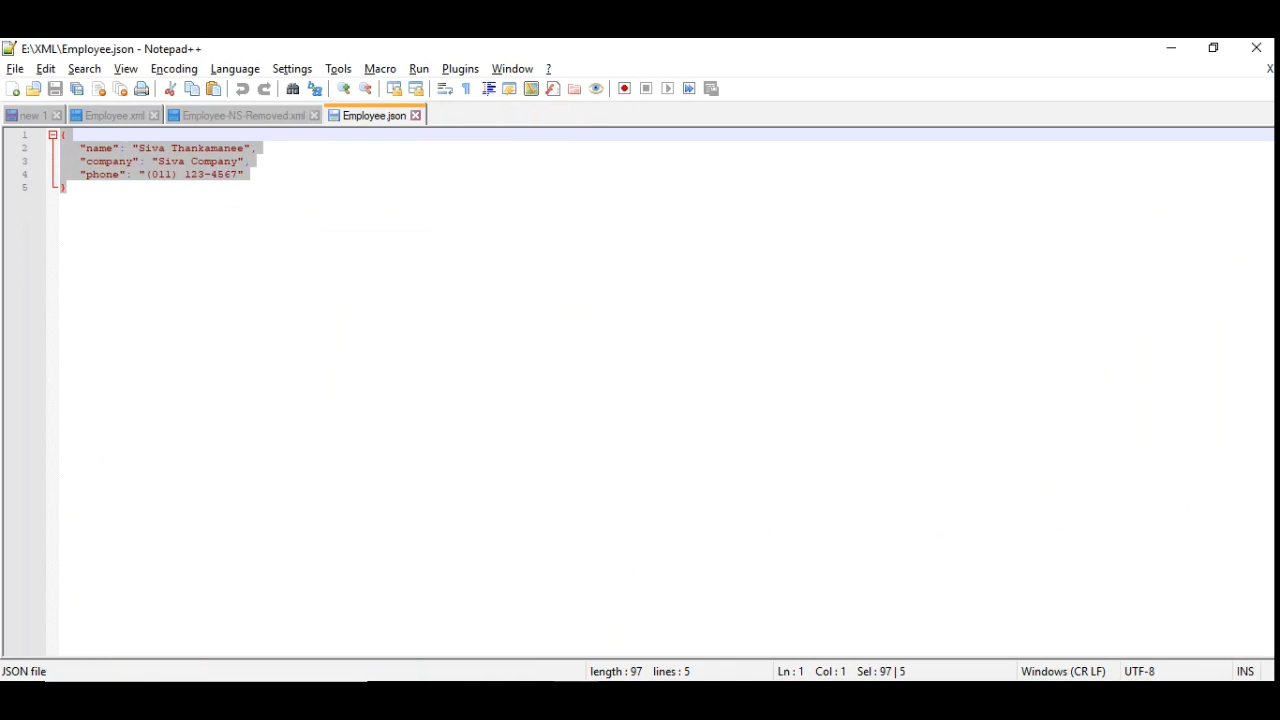 E:\XML\Employee.json - Notepad++
File Edit Search View Encoding Language Settings Tools Macro Run Plugins Window ? X
new 1 Employee.xml Employee-NS-Removed.xml Employee.json
1 {
2 "name": "Siva Thankamanee",
3 "company": "Siva Company",
4 "phone": "(011) 123-4567"
5 }
JSON file length : 97 lines : 5 Ln : 1 Col : 1 Sel : 97 | 5 Windows (CR LF) UTF-8 INS